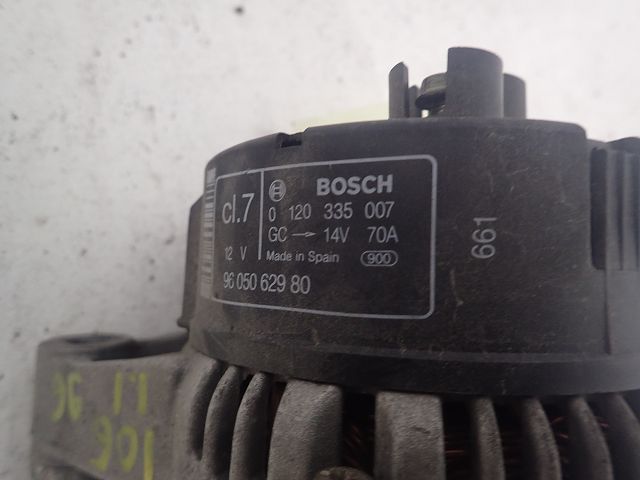 cl.7
12 V
BOSCH
0 120 335 007
GC → 14V 70A
Made in Spain 900
96 050 629 80
661
106
1.1
96